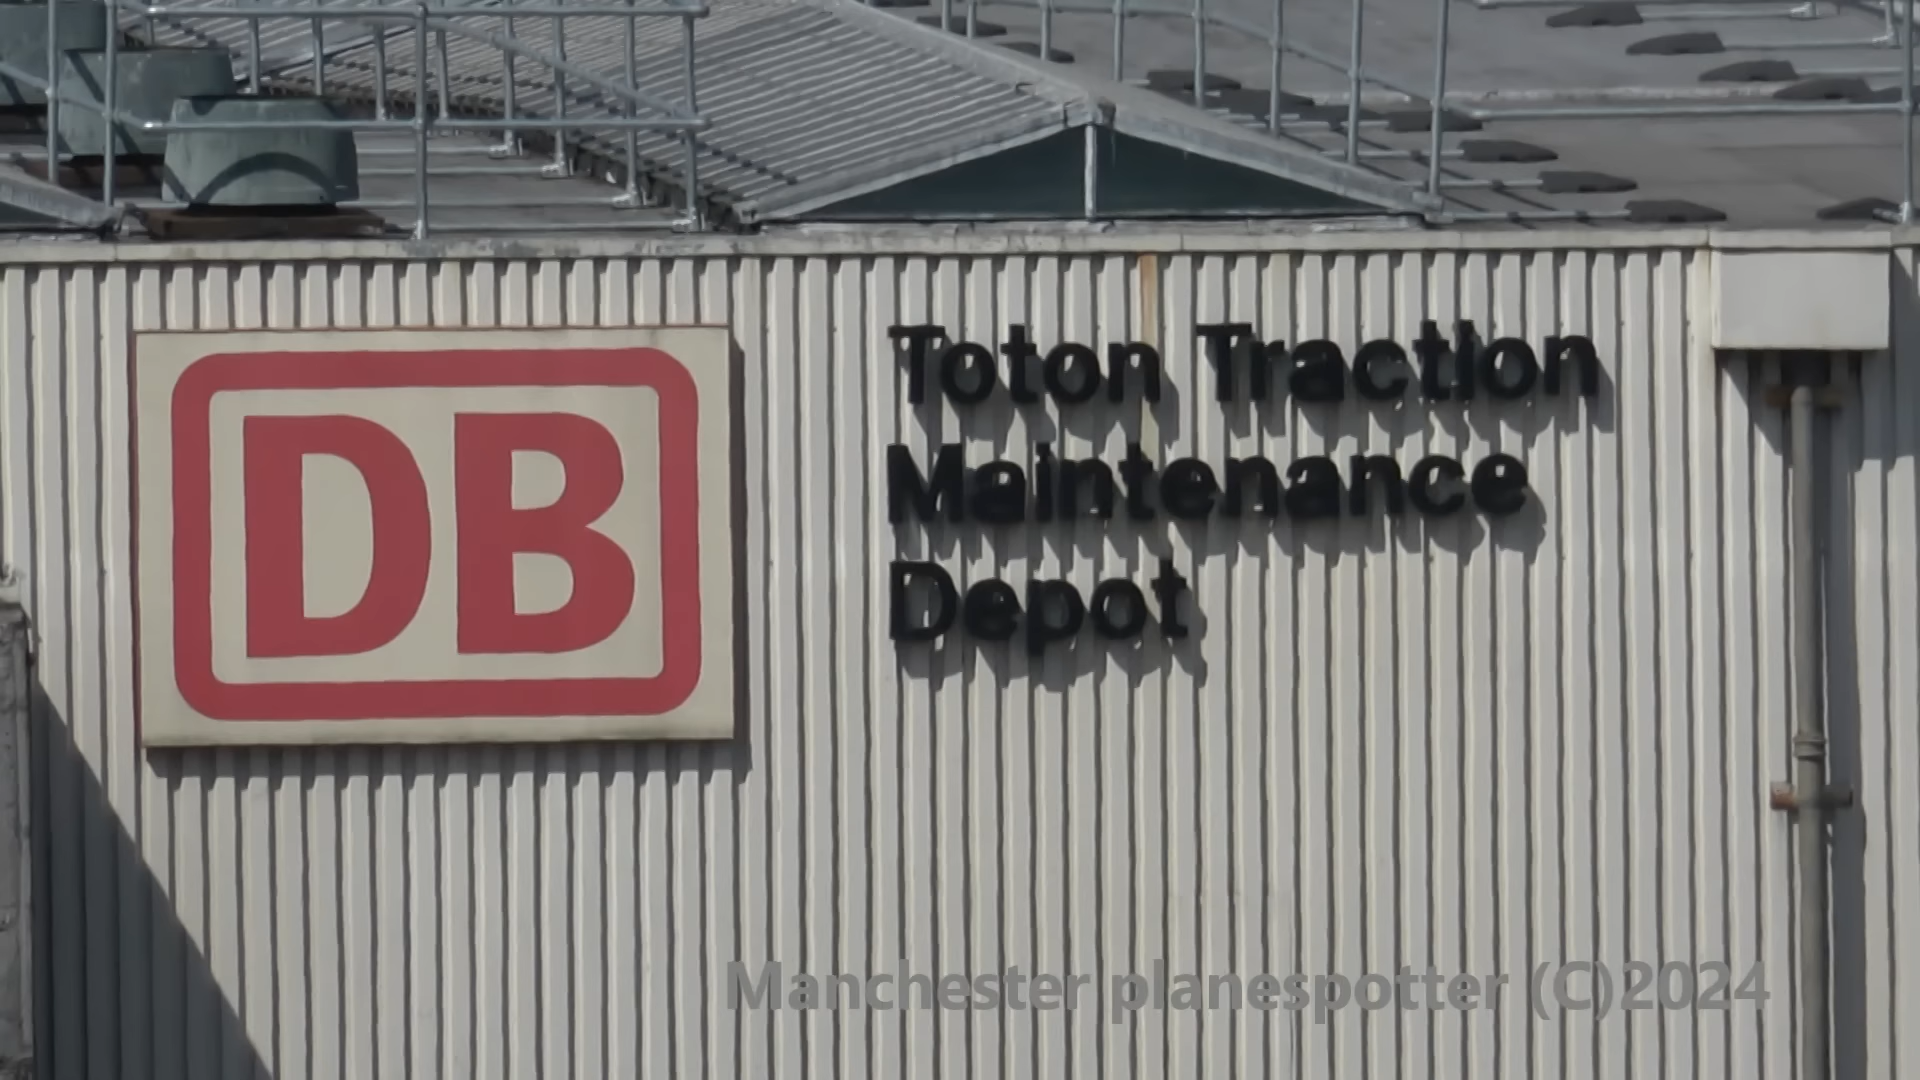 DB
Toton Traction
Maintenance
Depot
Manchester planespotter (C)2024